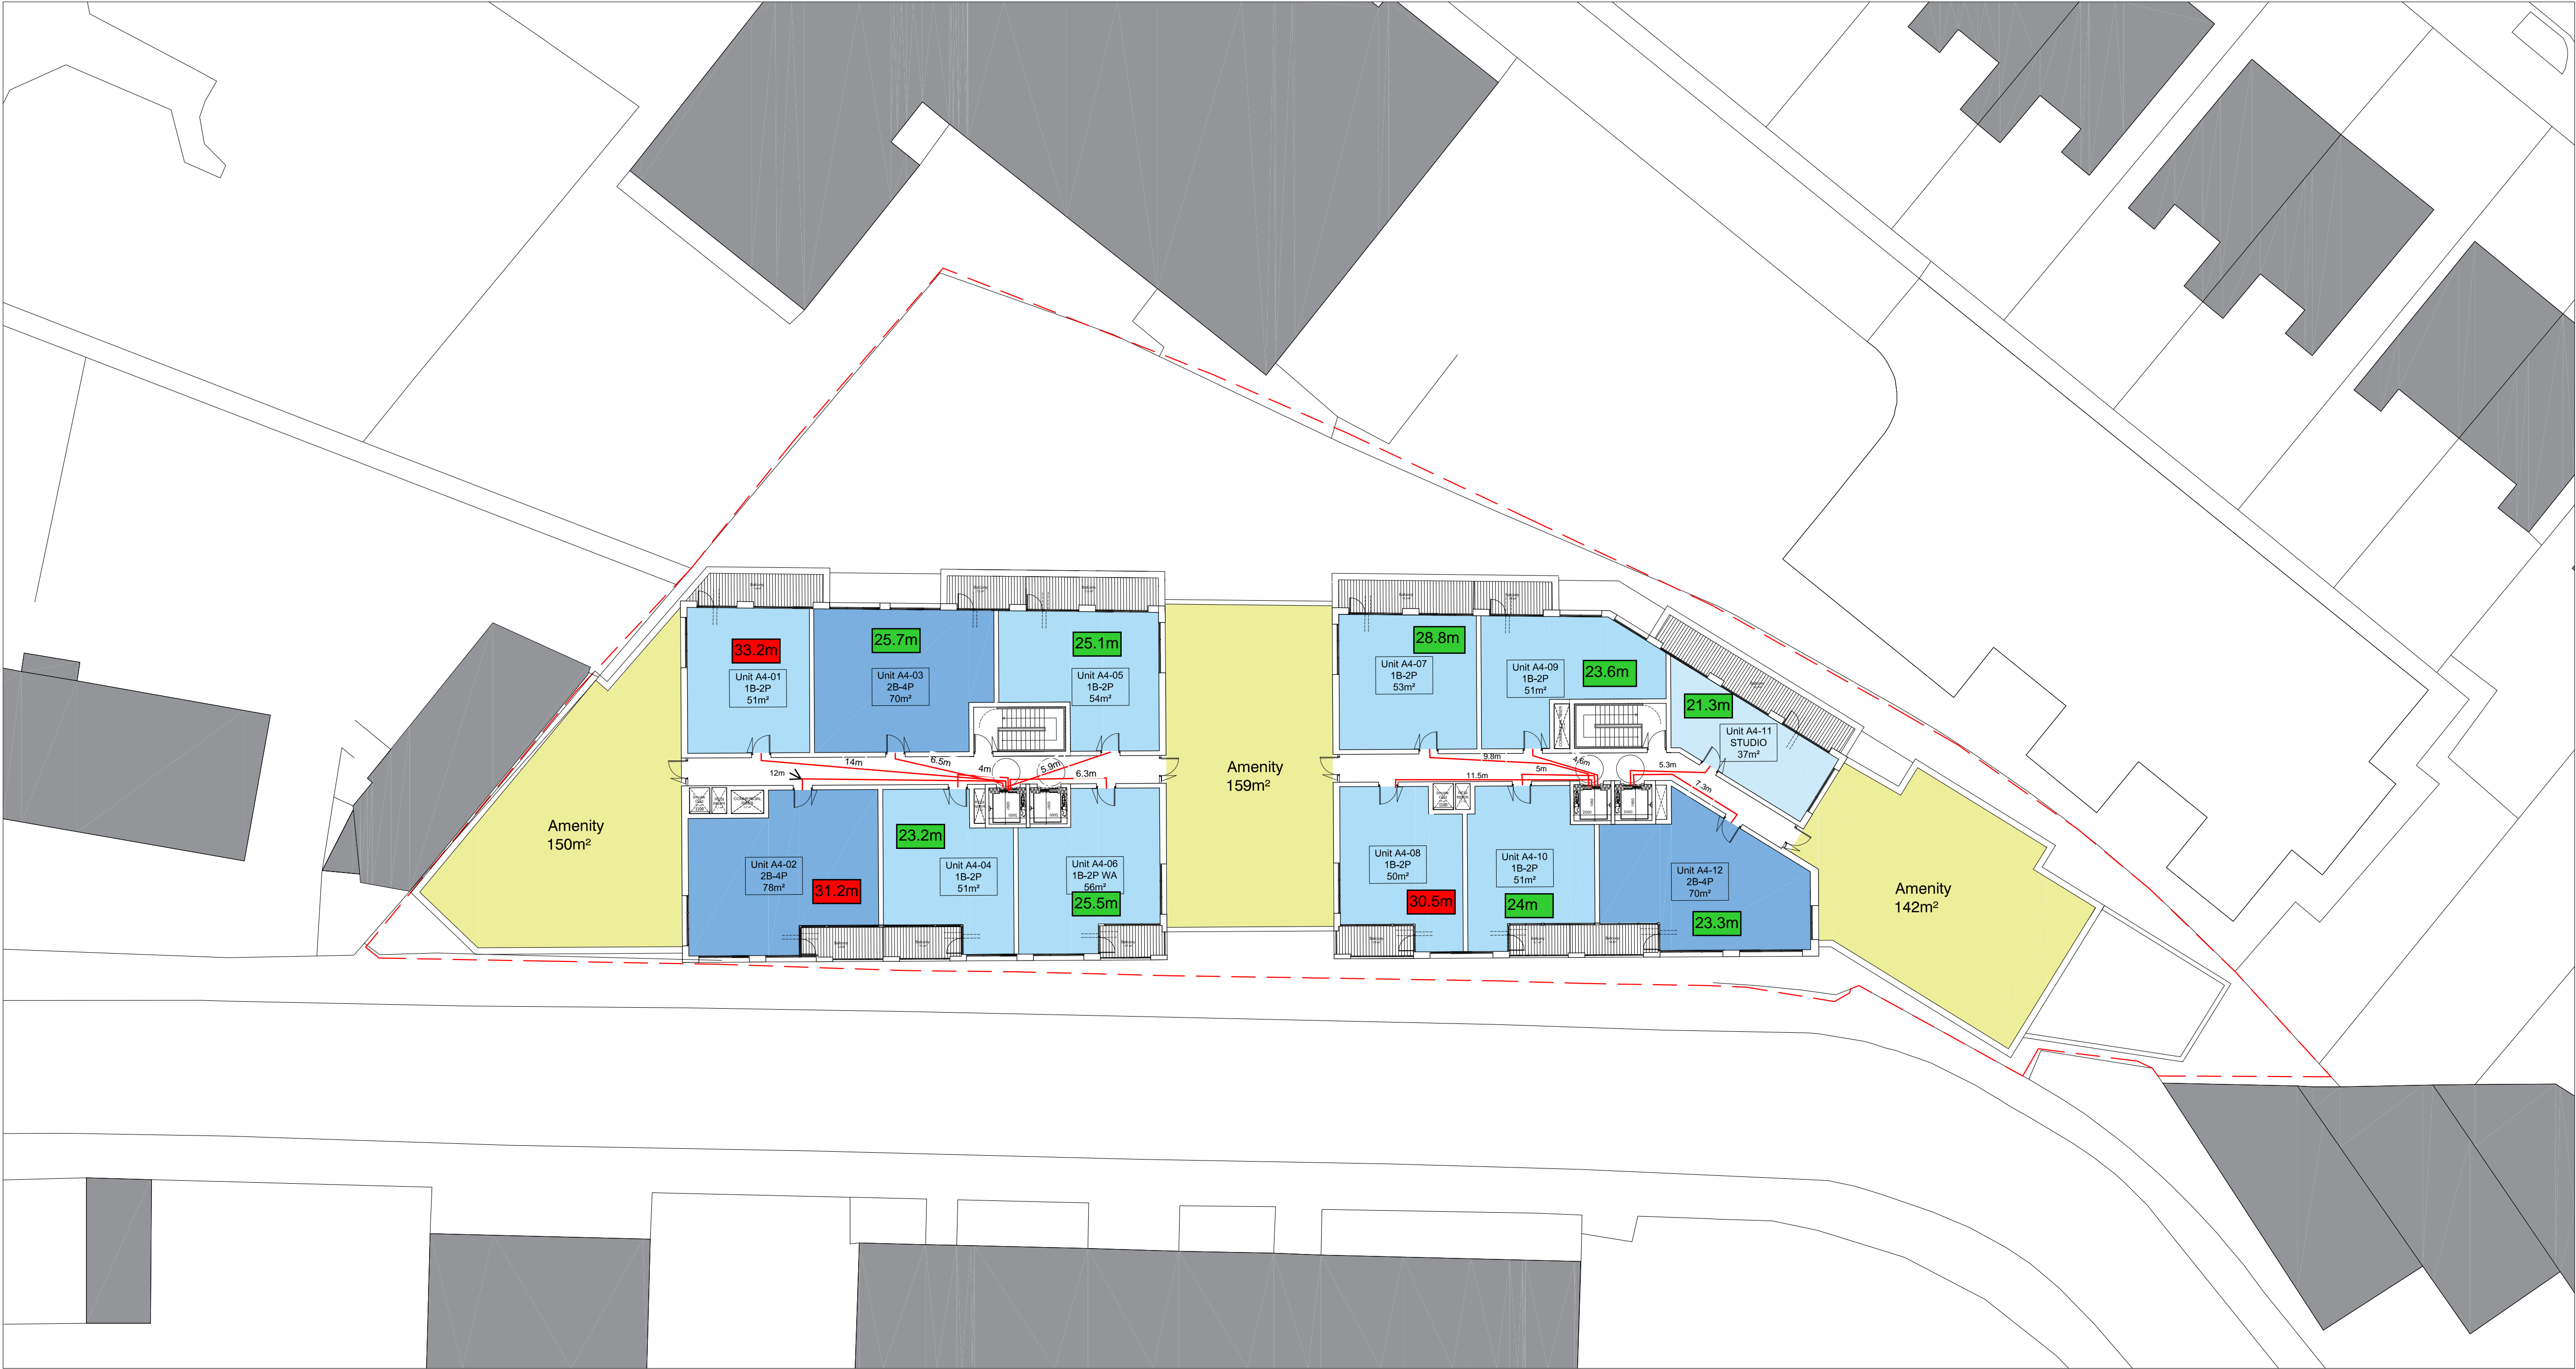 33.2m
Unit A4-01
1B-2P
51m²
25.7m
Unit A4-03
2B-4P
70m²
25.1m
Unit A4-05
1B-2P
54m²
28.8m
Unit A4-07
1B-2P
53m²
Unit A4-09
1B-2P
51m²
23.6m
21.3m
Unit A4-11
STUDIO
37m²
14m
12m
6.5m
4m
5.9m
6.3m
9.8m
11.5m
5m
4.6m
5.3m
7.3m
Amenity
150m²
Amenity
159m²
Amenity
142m²
Unit A4-02
2B-4P
78m²
31.2m
23.2m
Unit A4-04
1B-2P
51m²
Unit A4-06
1B-2P WA
56m²
25.5m
Unit A4-08
1B-2P
50m²
30.5m
Unit A4-10
1B-2P
51m²
24m
Unit A4-12
2B-4P
70m²
23.3m